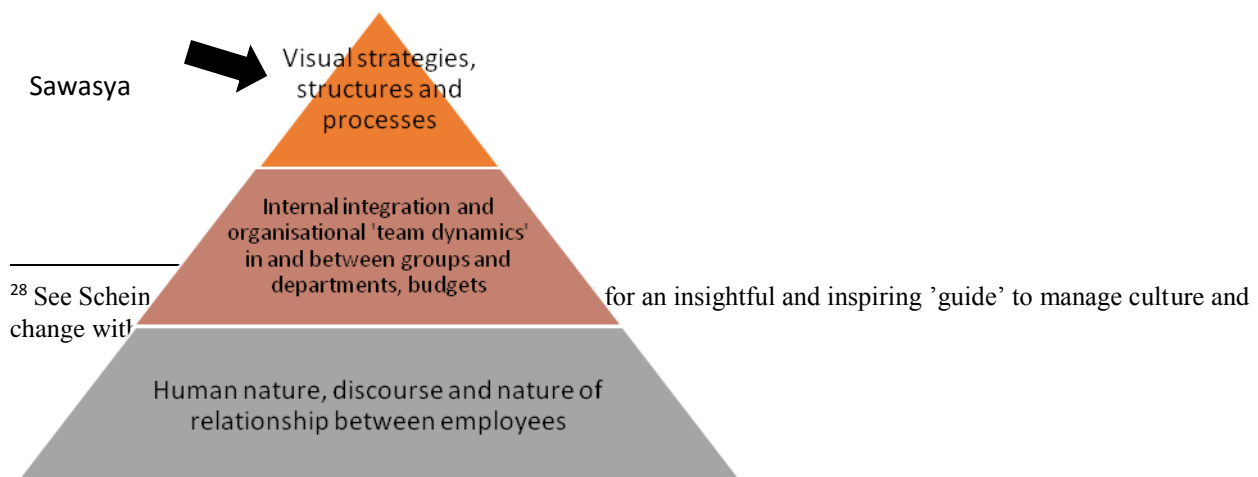 Sawasya
Visual strategies,
structures and
processes
Internal integration and
organisational 'team dynamics'
in and between groups and
departments, budgets
28 See Schein for an insightful and inspiring ’guide’ to manage culture and
change
Human nature, discourse and nature of
relationship between employees